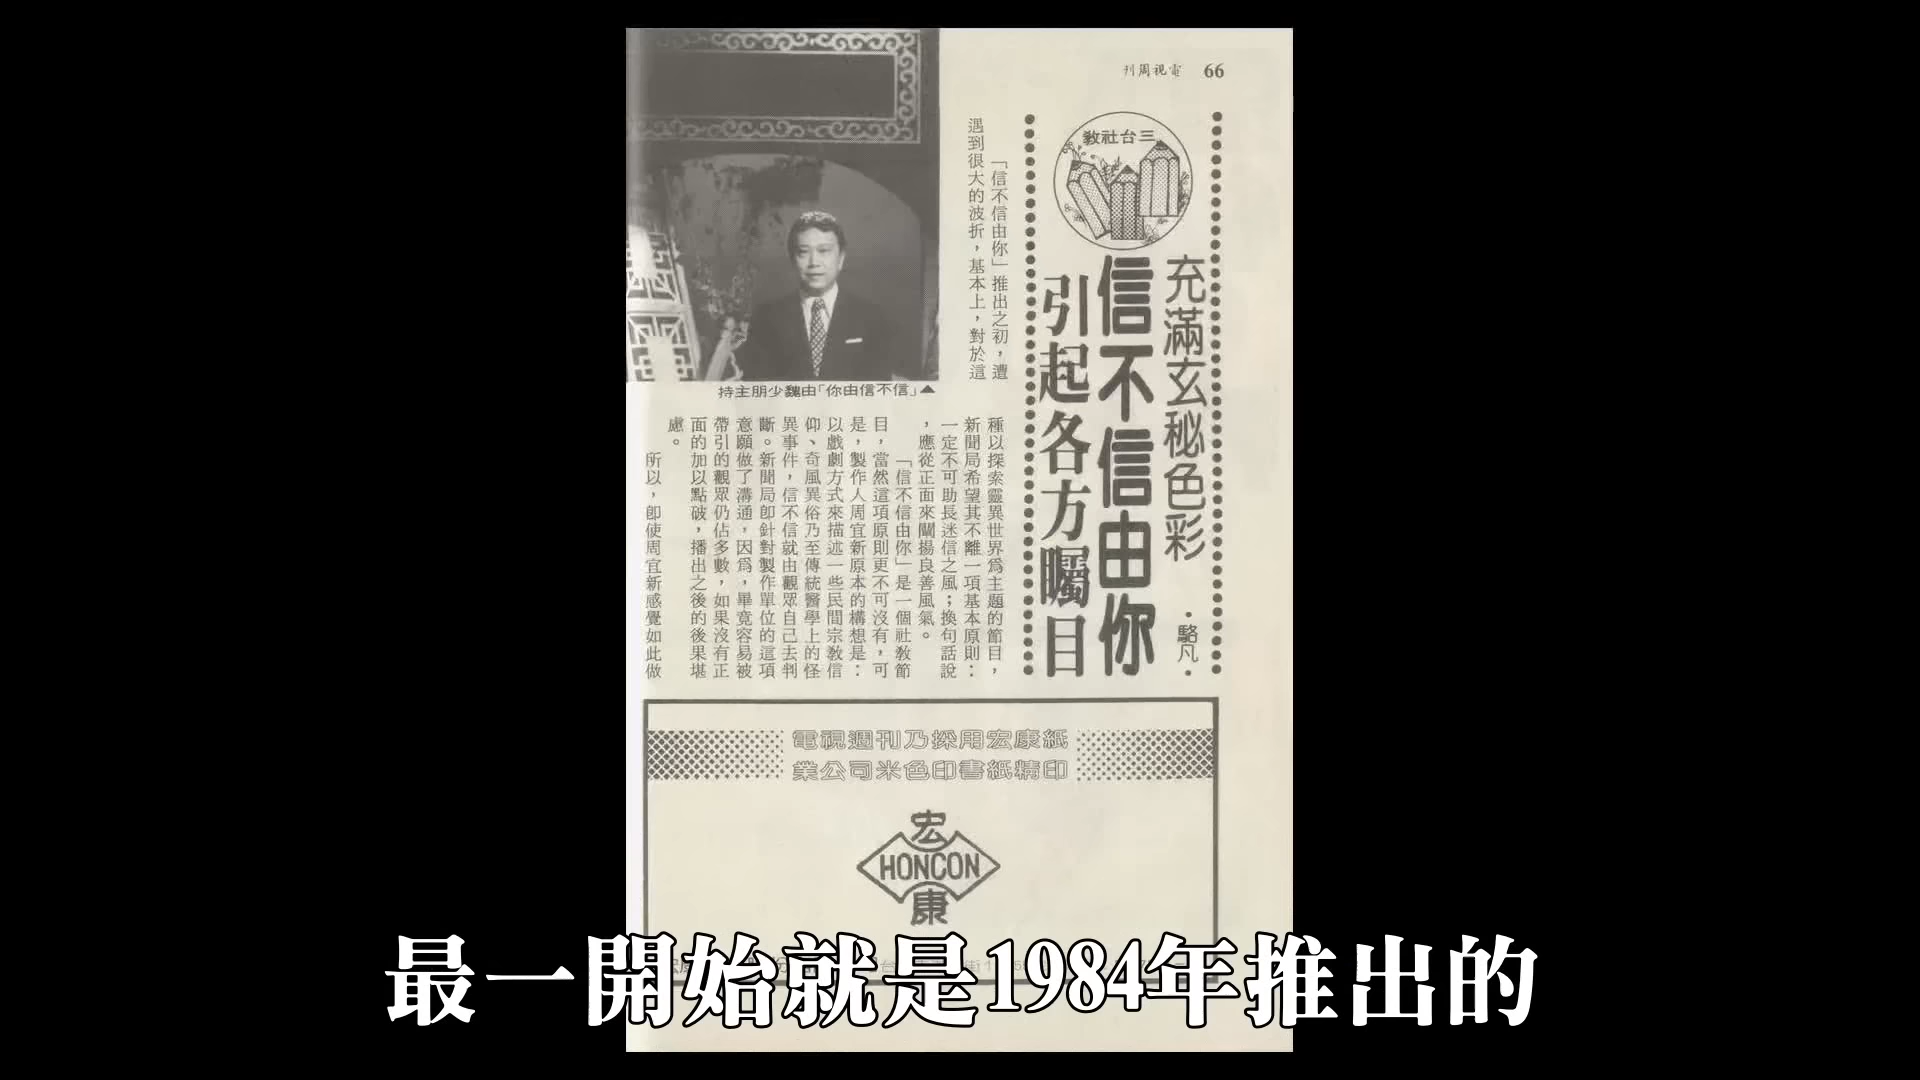 電視周刊 66
三台社教
充滿玄秘色彩
・駱凡・
信不信由你
引起各方矚目
「信不信由你」推出之初,遭
遇到很大的波折,基本上,對於這
種以探索靈異世界爲主題的節目,
新聞局希望其不離一項基本原則:
一定不可助長迷信之風;換句話說
,應從正面來闡揚良善風氣。
「信不信由你」是一個社教節
目,當然這項原則更不可沒有,可
是,製作人周宜新原本的構想是:
以戲劇方式來描述一些民間宗教信
仰、奇風異俗乃至傳統醫學上的怪
異事件,信不信就由觀眾自己去判
斷。新聞局卽針對製作單位的這項
意願做了溝通,因爲,畢竟容易被
帶引的觀眾仍佔多數,如果沒有正
面的加以點破,播出之後的後果堪
慮。
所以,卽使周宜新感覺如此做
▲「信不信由你」由魏少朋主持
電視週刊乃採用宏康紙
業公司米色印書紙精印
宏
HONCON
康
最一開始就是1984年推出的